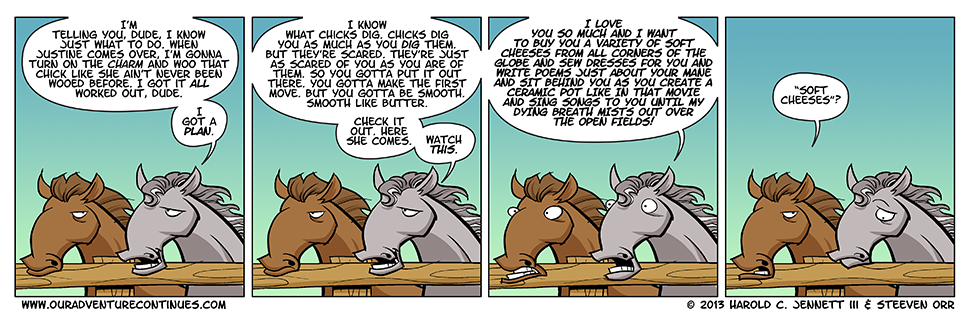 I'M
TELLING YOU, DUDE, I KNOW
JUST WHAT TO DO. WHEN
JUSTINE COMES OVER, I'M GONNA
TURN ON THE CHARM AND WOO THAT
CHICK LIKE SHE AIN'T NEVER BEEN
WOOED BEFORE. I GOT IT ALL
WORKED OUT, DUDE.
I
GOT A
PLAN.
I KNOW
WHAT CHICKS DIG. CHICKS DIG
YOU AS MUCH AS YOU DIG THEM.
BUT THEY'RE SCARED. THEY'RE JUST
AS SCARED OF YOU AS YOU ARE OF
THEM. SO YOU GOTTA PUT IT OUT
THERE. YOU GOTTA MAKE THE FIRST
MOVE. BUT YOU GOTTA BE SMOOTH.
SMOOTH LIKE BUTTER.
CHECK IT
OUT. HERE
SHE COMES.
WATCH
THIS.
I LOVE
YOU SO MUCH AND I WANT
TO BUY YOU A VARIETY OF SOFT
CHEESES FROM ALL CORNERS OF THE
GLOBE AND SEW DRESSES FOR YOU AND
WRITE POEMS JUST ABOUT YOUR MANE
AND SIT BEHIND YOU AS YOU CREATE A
CERAMIC POT LIKE IN THAT MOVIE
AND SING SONGS TO YOU UNTIL MY
DYING BREATH MISTS OUT OVER
THE OPEN FIELDS!
"SOFT
CHEESES"?
WWW.OURADVENTURECONTINUES.COM
© 2013 HAROLD C. JENNETT III & STEEVEN ORR